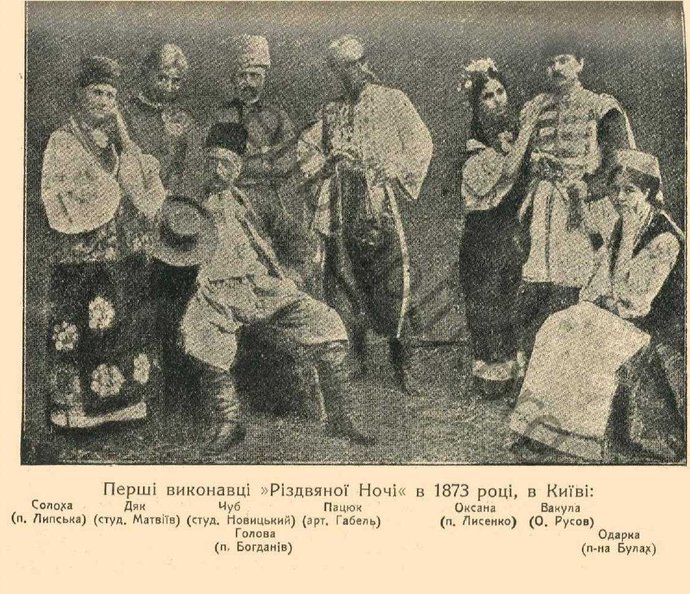 Перші виконавці »Різдвяної Ночі« в 1873 році, в Київі:
Солоха Дяк Чуб Пацюк Оксана Вакула
(п. Липська) (студ. Матвіїв) (студ. Новицький) (арт. Габель) (п. Лисенко) (О. Русов)
Голова Одарка
(п. Богданів) (п-на Булах)